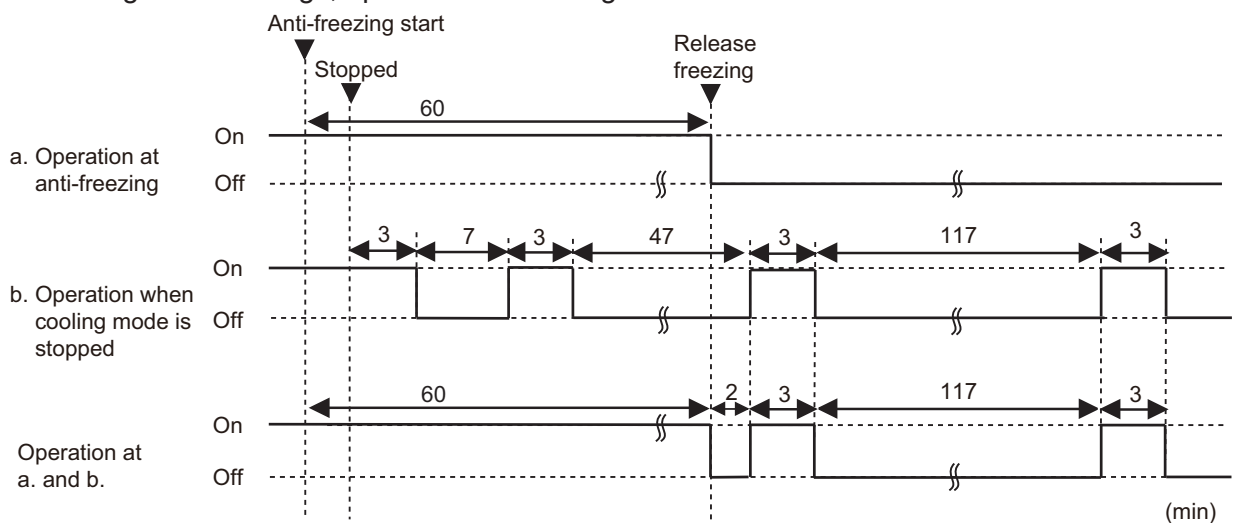 Anti-freezing start
Release
freezing
Stopped
60
On
a. Operation at
anti-freezing
Off
3 7 3 47 3 117 3
On
b. Operation when
cooling mode is
stopped
Off
60 2 3 117 3
On
Operation at
a. and b.
Off
(min)